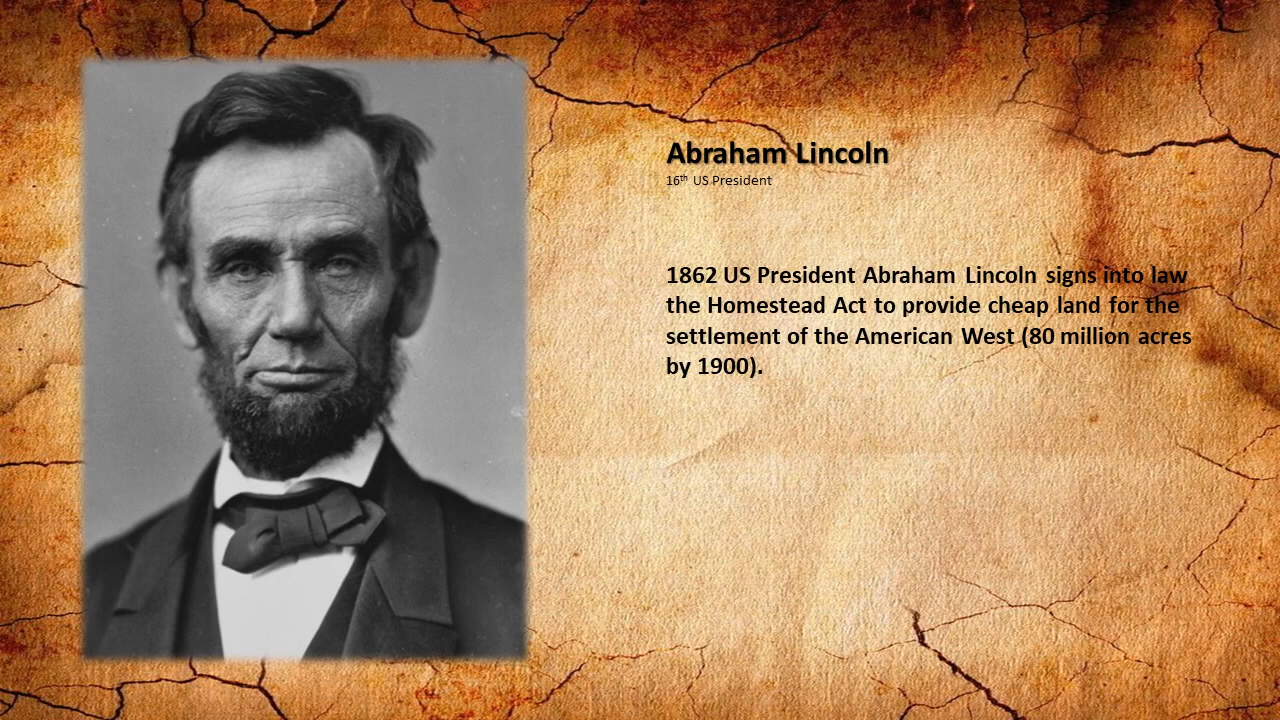 Abraham Lincoln
16th US President
1862 US President Abraham Lincoln signs into law
the Homestead Act to provide cheap land for the
settlement of the American West (80 million acres
by 1900).